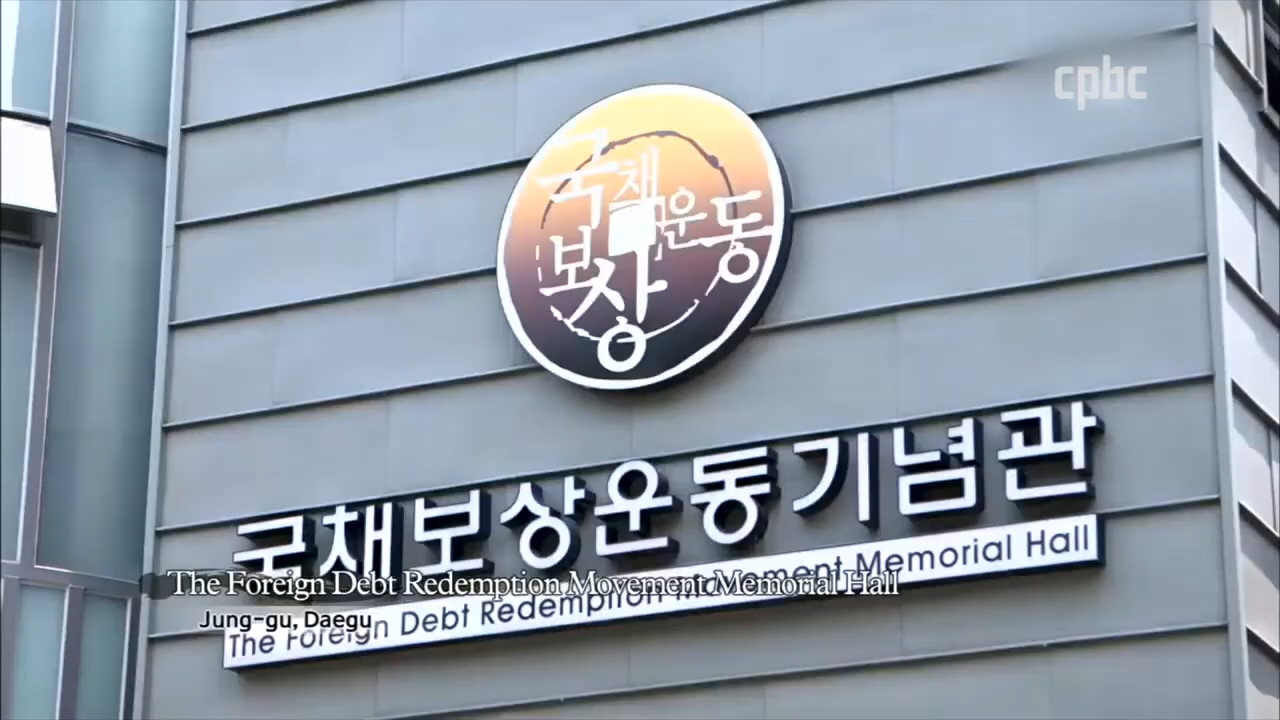 cpbc
국채
보상운동
국채보상운동기념관
The Foreign Debt Redemption Movement Memorial Hall
The Foreign Debt Redemption Movement Memorial Hall
Jung-gu, Daegu